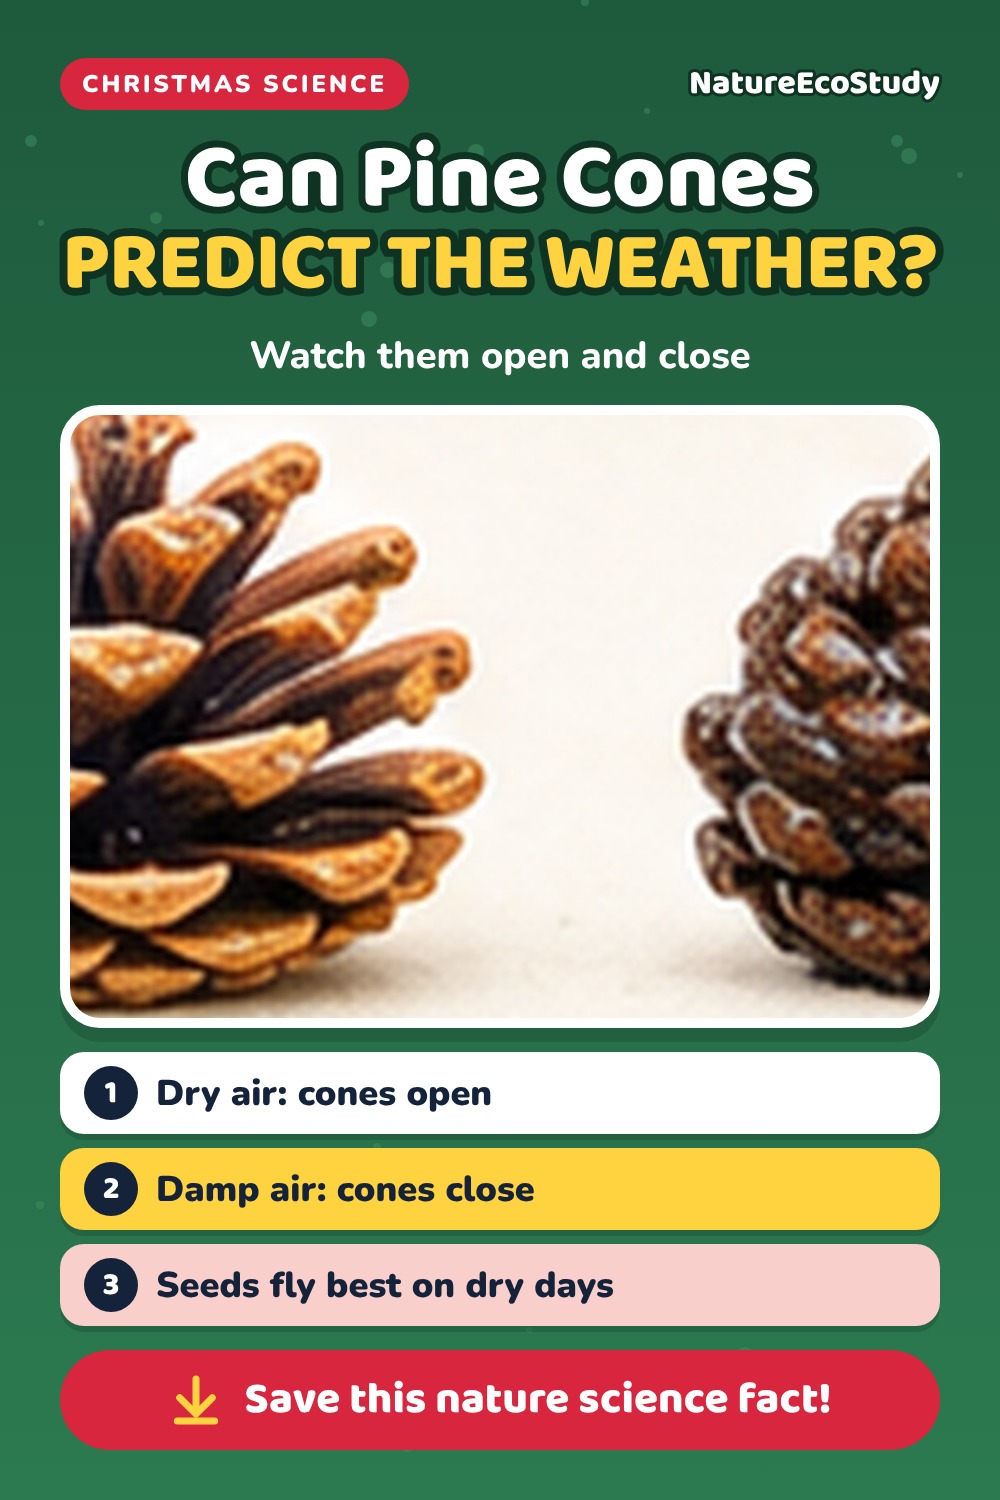 CHRISTMAS SCIENCE
NatureEcoStudy
Can Pine Cones
PREDICT THE WEATHER?
Watch them open and close
1 Dry air: cones open
2 Damp air: cones close
3 Seeds fly best on dry days
Save this nature science fact!